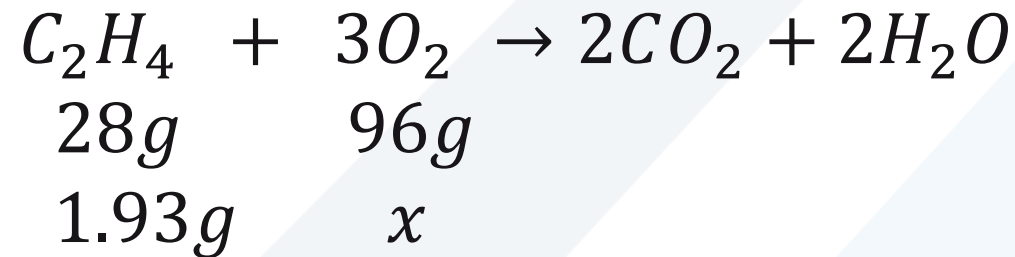 C₂H₄ + 3O₂ → 2CO₂ + 2H₂O
28g 96g
1.93g x